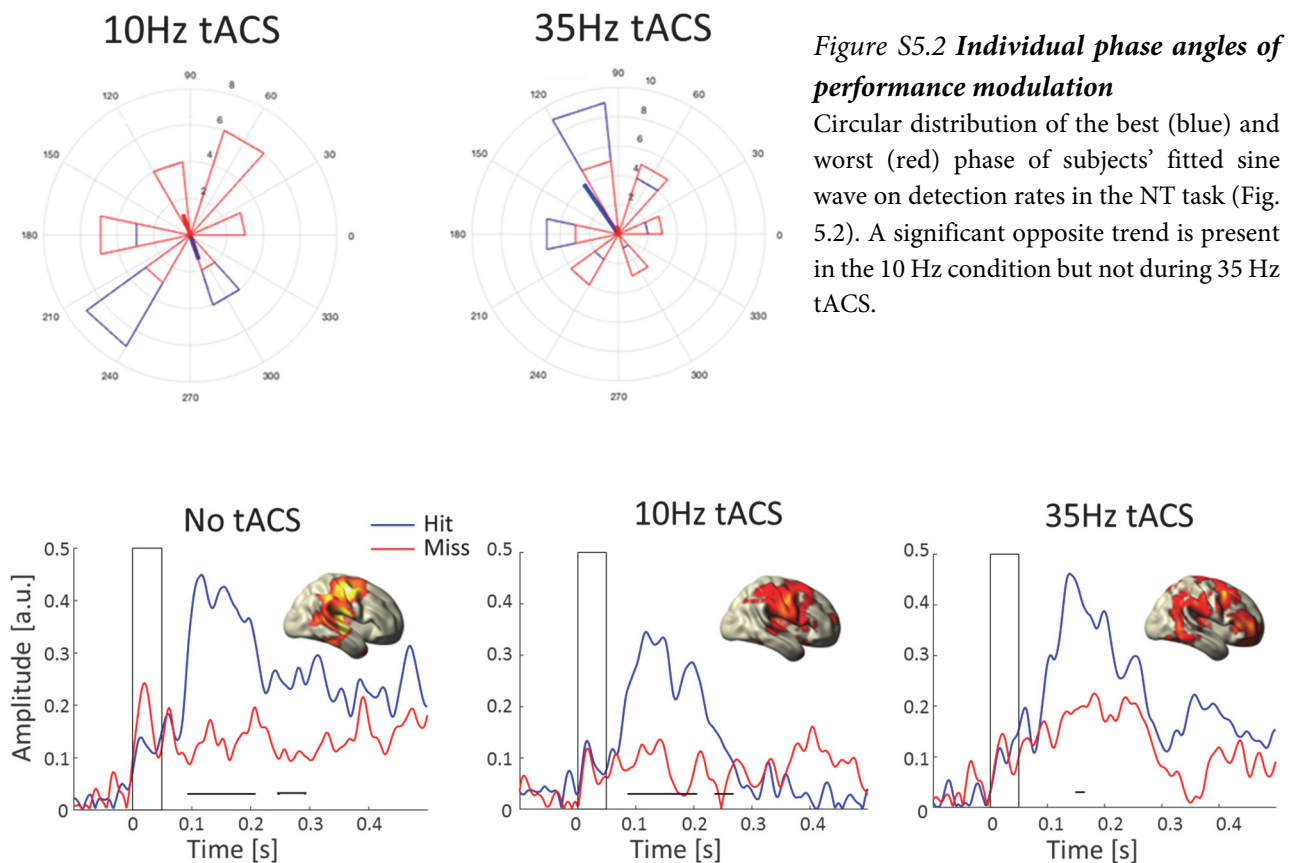 10Hz tACS
90
120
60
8
6
4
2
150
30
180
0
210
330
240
300
270
35Hz tACS
90
120
60
10
8
6
4
2
150
30
180
0
210
330
240
300
270
Figure S5.2 Individual phase angles of
performance modulation
Circular distribution of the best (blue) and
worst (red) phase of subjects’ fitted sine
wave on detection rates in the NT task (Fig.
5.2). A significant opposite trend is present
in the 10 Hz condition but not during 35 Hz
tACS.
No tACS
Hit
Miss
Amplitude [a.u.]
0.5
0.4
0.3
0.2
0.1
0
0 0.1 0.2 0.3 0.4
Time [s]
10Hz tACS
0.5
0.4
0.3
0.2
0.1
0
0 0.1 0.2 0.3 0.4
Time [s]
35Hz tACS
0.5
0.4
0.3
0.2
0.1
0
0 0.1 0.2 0.3 0.4
Time [s]